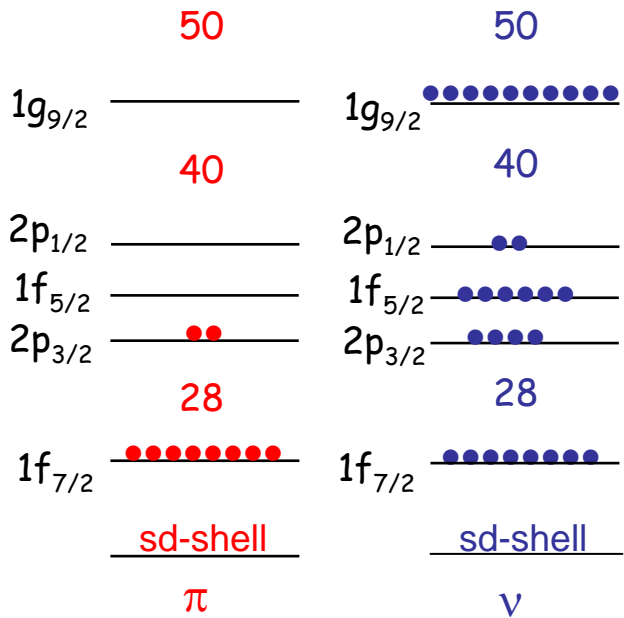 50 50
1g9/2 1g9/2
40 40
2p1/2 2p1/2
1f5/2 1f5/2
2p3/2 2p3/2
28 28
1f7/2 1f7/2
sd-shell sd-shell
π ν